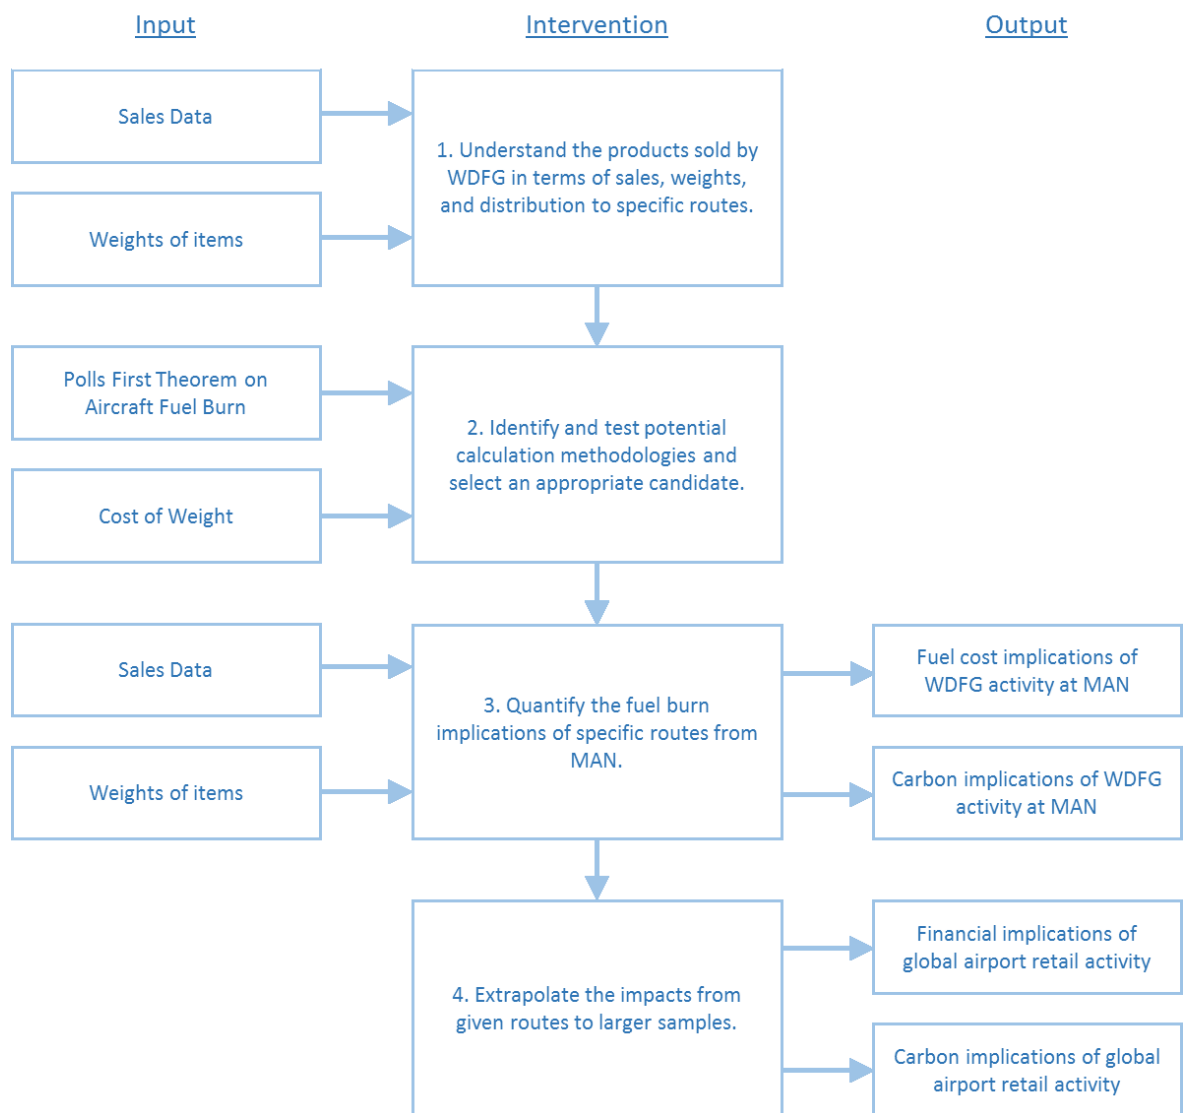 Input
Intervention
Output
Sales Data
Weights of items
1. Understand the products sold by
WDFG in terms of sales, weights,
and distribution to specific routes.
Polls First Theorem on
Aircraft Fuel Burn
Cost of Weight
2. Identify and test potential
calculation methodologies and
select an appropriate candidate.
Sales Data
Weights of items
3. Quantify the fuel burn
implications of specific routes from
MAN.
Fuel cost implications of
WDFG activity at MAN
Carbon implications of WDFG
activity at MAN
4. Extrapolate the impacts from
given routes to larger samples.
Financial implications of
global airport retail activity
Carbon implications of global
airport retail activity